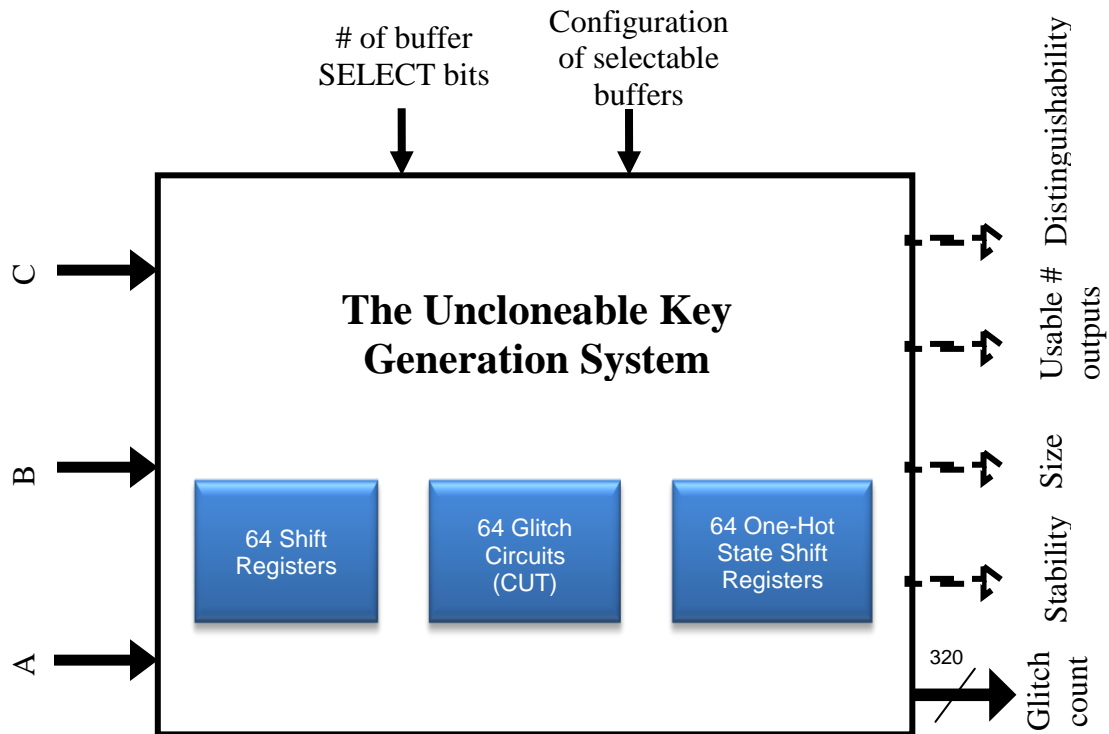 # of buffer
SELECT bits
Configuration
of selectable
buffers
C
B
A
The Uncloneable Key
Generation System
64 Shift
Registers
64 Glitch
Circuits
(CUT)
64 One-Hot
State Shift
Registers
Distinguishability
Usable #
outputs
Size
Stability
320
Glitch
count